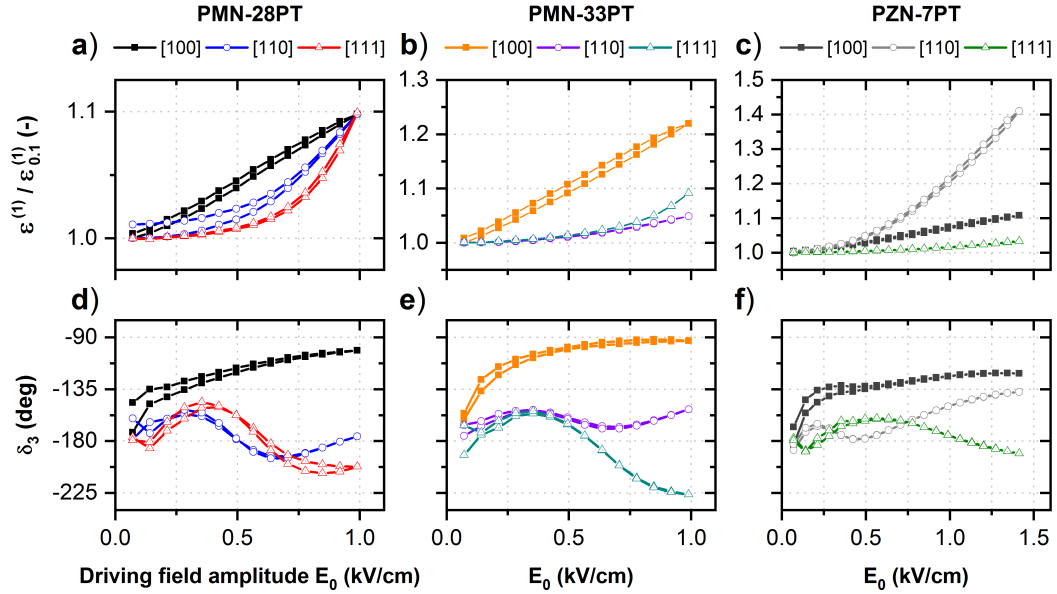 PMN-28PT PMN-33PT PZN-7PT
a) b) c)
[100] [110] [111] [100] [110] [111] [100] [110] [111]
ε⁽¹⁾ / ε⁽¹⁾₀.₁ (-)
1.1
1.0
1.3
1.2
1.1
1.0
1.5
1.4
1.3
1.2
1.1
1.0
d) e) f)
δ₃ (deg)
-90
-135
-180
-225
0.0 0.5 1.0 0.0 0.5 1.0 0.0 0.5 1.0 1.5
Driving field amplitude E₀ (kV/cm) E₀ (kV/cm) E₀ (kV/cm)